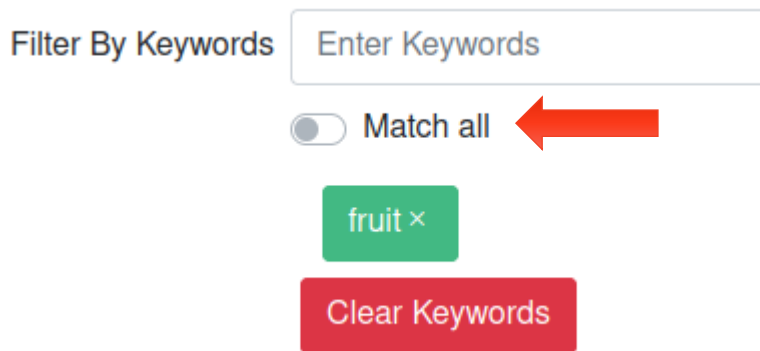 Filter By Keywords Enter Keywords
Match all
fruit ×
Clear Keywords